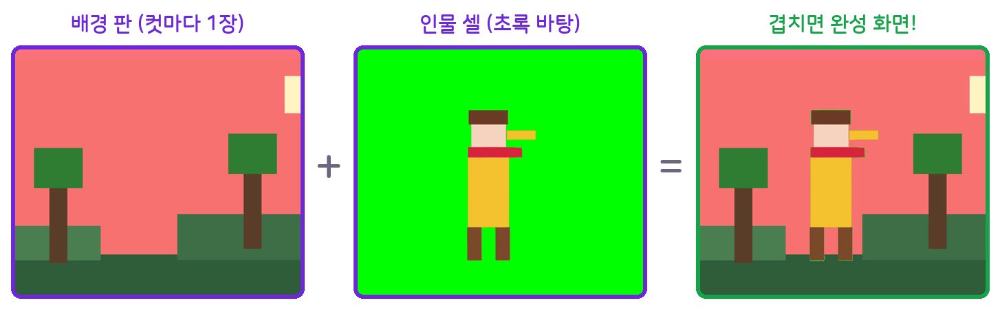 배경 판 (컷마다 1장)
인물 셀 (초록 바탕)
겹치면 완성 화면!
+
=